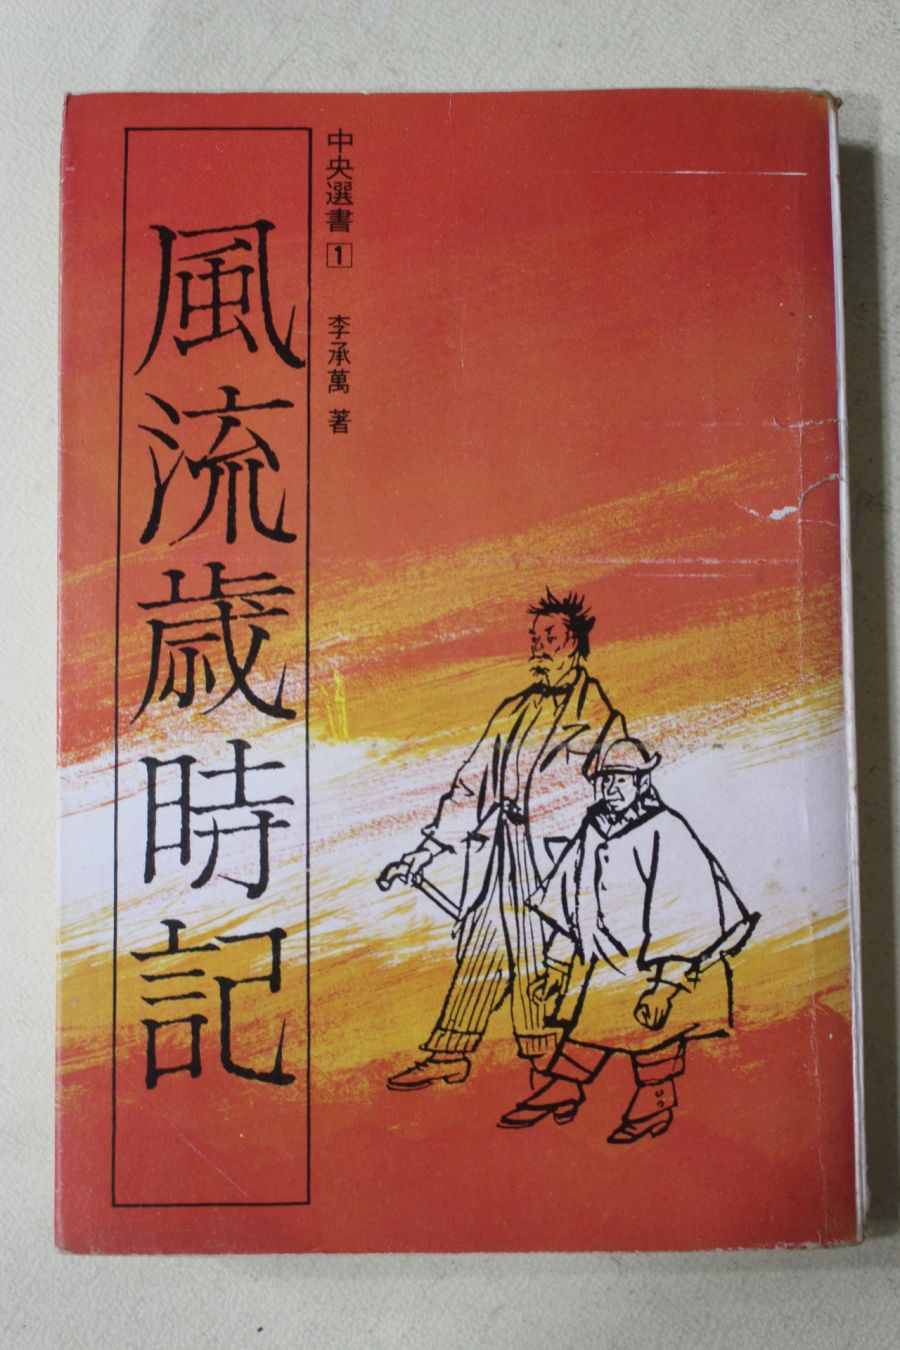 中央選書 1
李承萬 著
風流歲時記